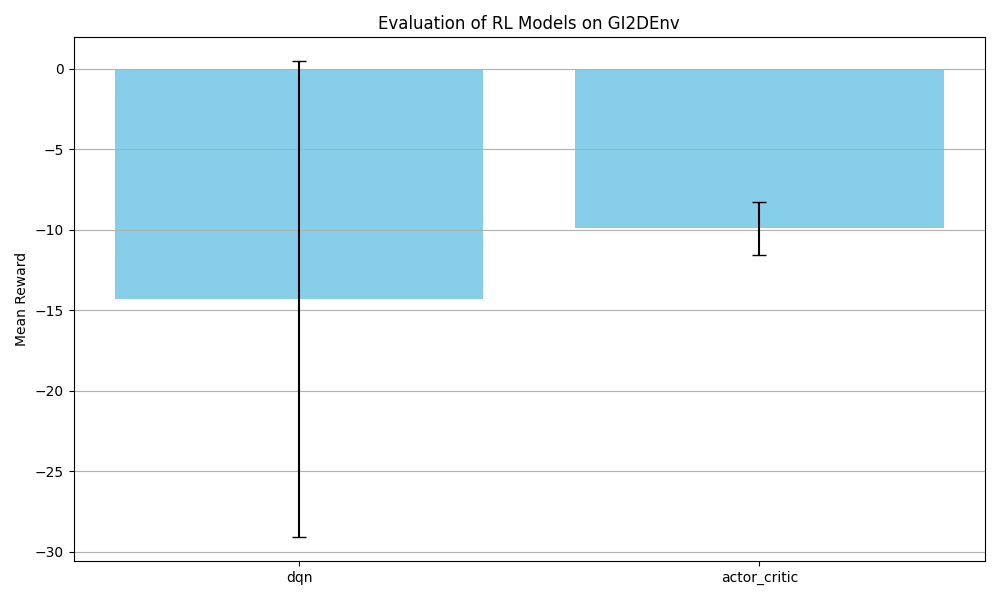 Evaluation of RL Models on GI2DEnv
Mean Reward
0
−5
−10
−15
−20
−25
−30
dqn
actor_critic